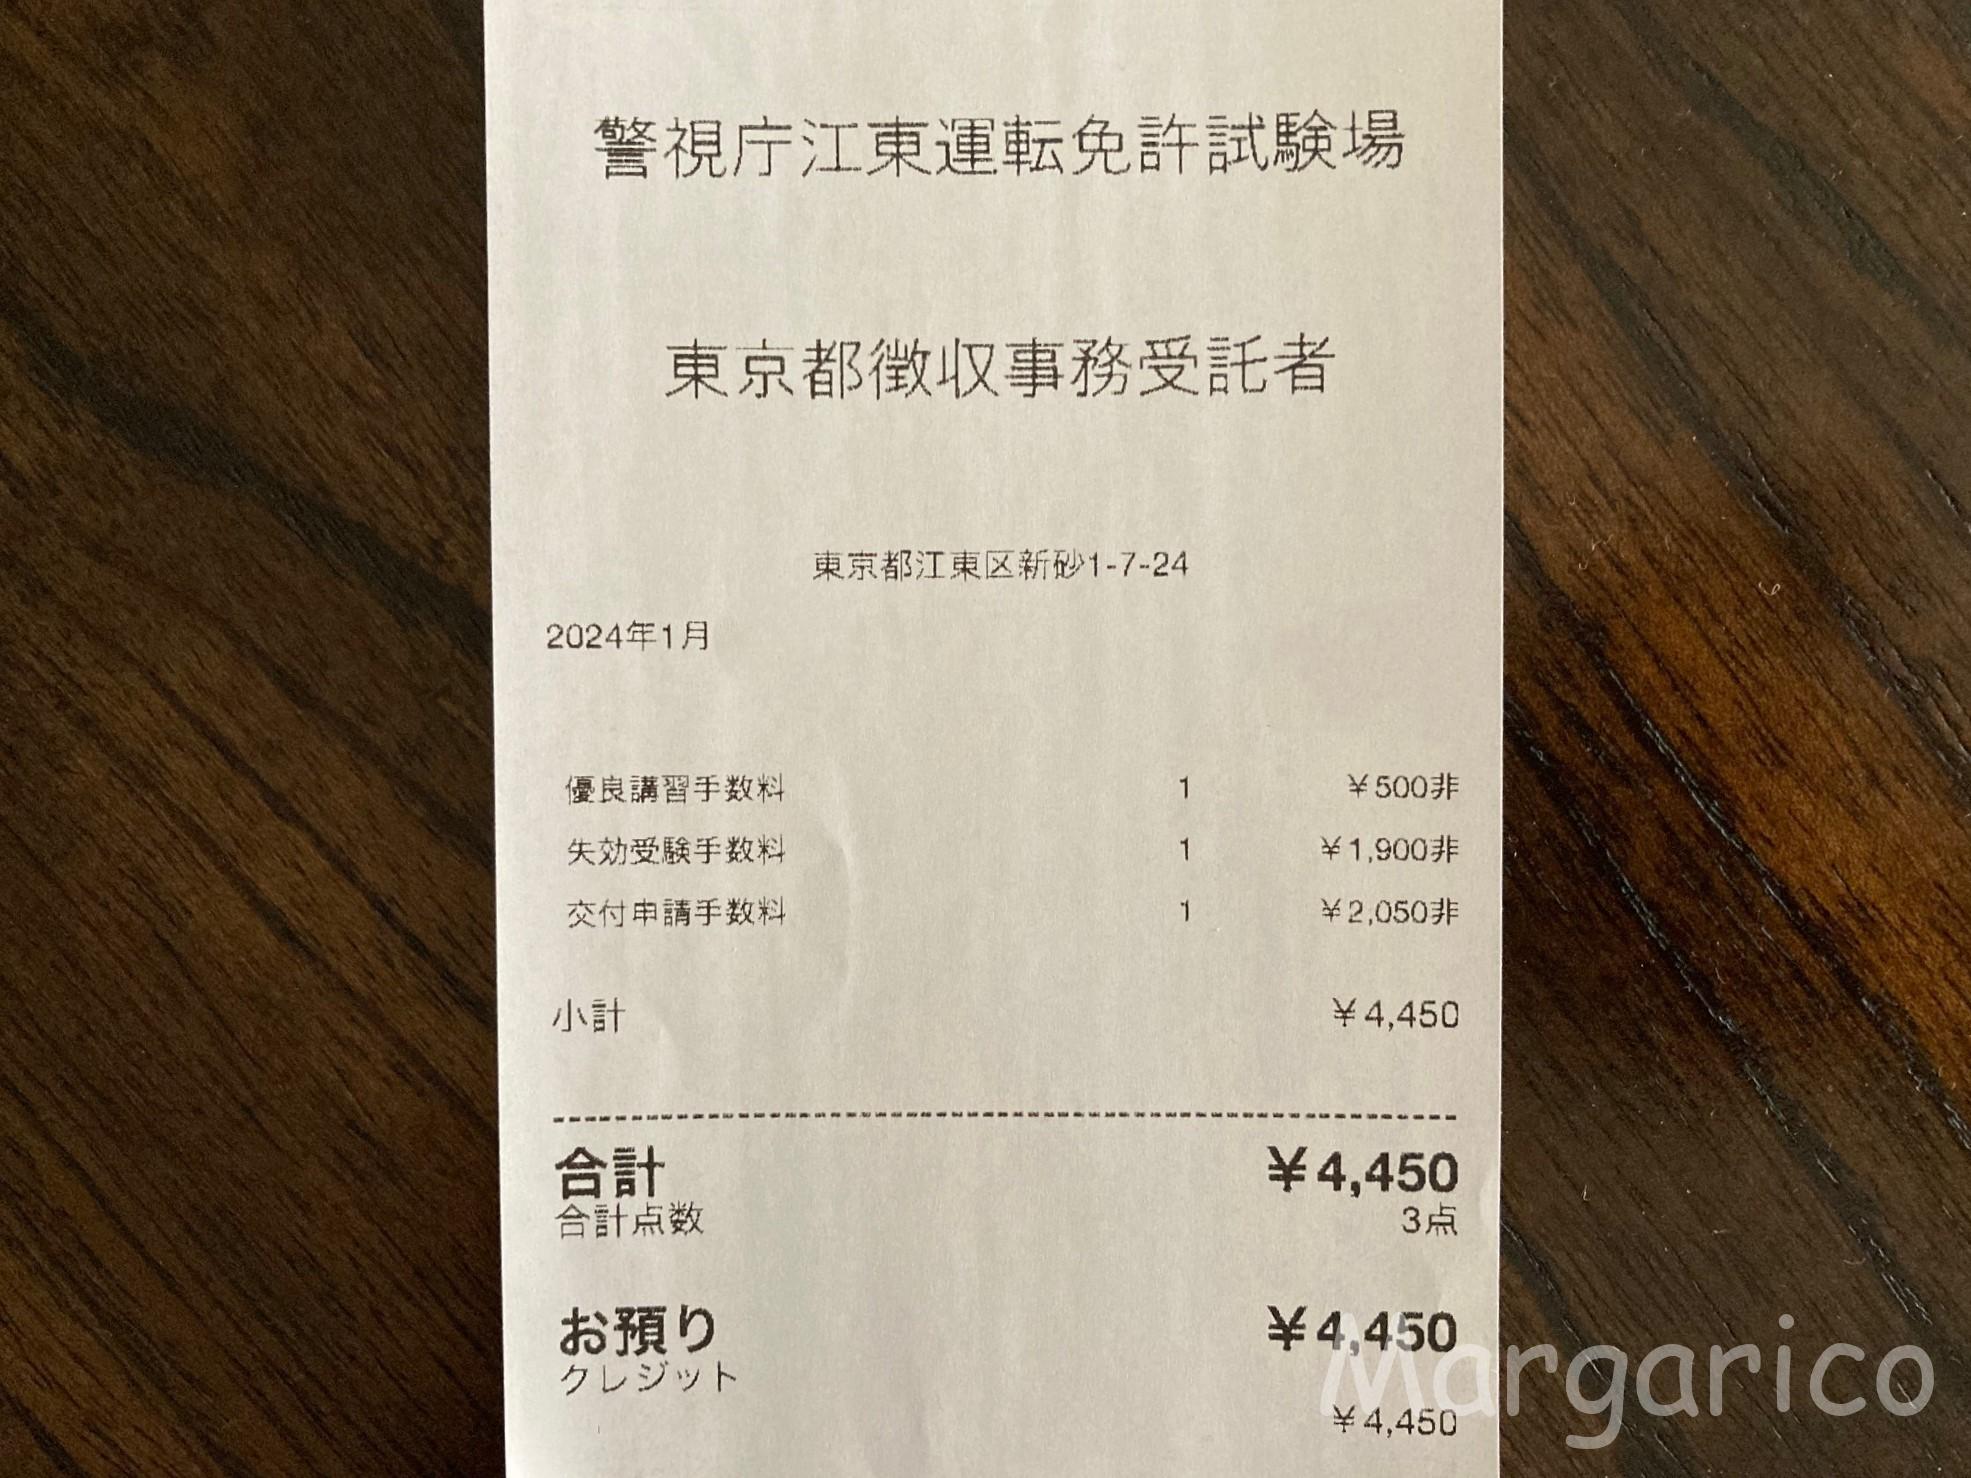 警視庁江東運転免許試験場
東京都徴収事務受託者
東京都江東区新砂1-7-24
2024年1月
優良講習手数料 1 ¥500非
失効受験手数料 1 ¥1,900非
交付申請手数料 1 ¥2,050非
小計 ¥4,450
合計 ¥4,450
合計点数 3点
お預り ¥4,450
クレジット
¥4,450
Margarico